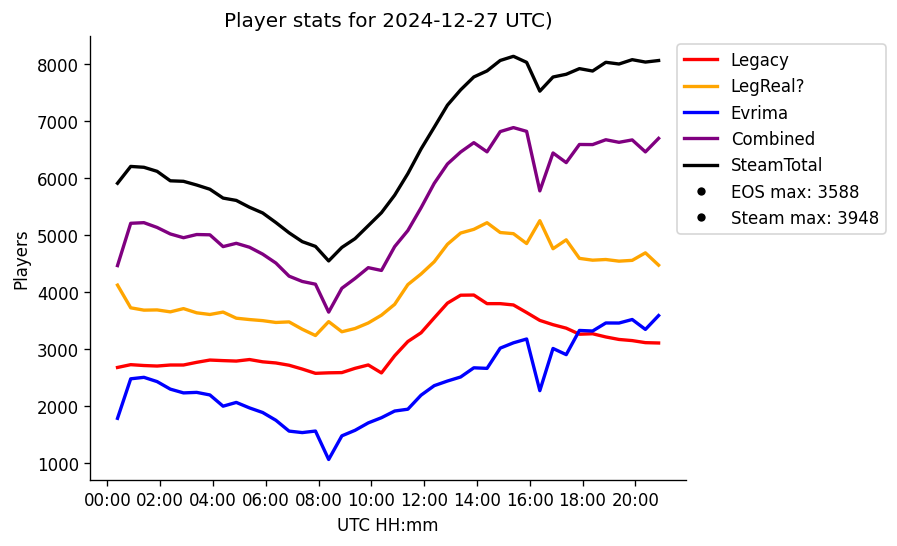 Player stats for 2024-12-27 UTC)
Players
8000
7000
6000
5000
4000
3000
2000
1000
00:00 02:00 04:00 06:00 08:00 10:00 12:00 14:00 16:00 18:00 20:00
UTC HH:mm
Legacy
LegReal?
Evrima
Combined
SteamTotal
EOS max: 3588
Steam max: 3948